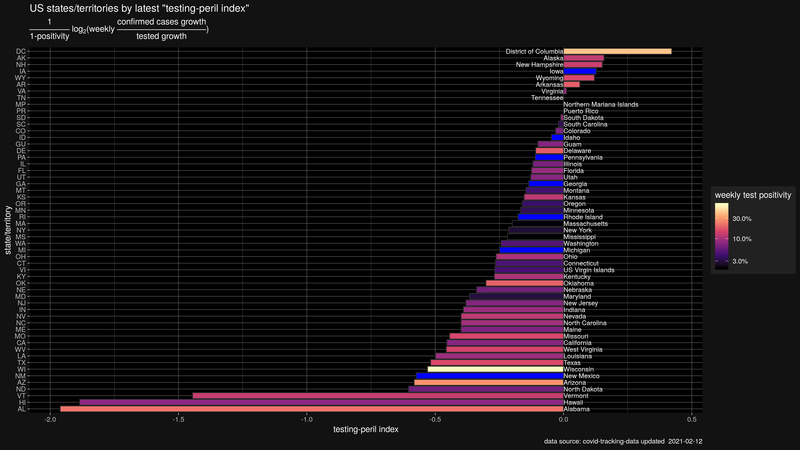 US states/territories by latest "testing-peril index"
1 confirmed cases growth
log2(weekly )
1-positivity tested growth
DC District of Columbia
AK Alaska
NH New Hampshire
IA Iowa
WY Wyoming
AR Arkansas
VA Virginia
TN Tennessee
MP Northern Mariana Islands
PR Puerto Rico
SD South Dakota
SC South Carolina
CO Colorado
ID Idaho
GU Guam
DE Delaware
PA Pennsylvania
IL Illinois
FL Florida
UT Utah
GA Georgia
MT Montana
KS Kansas
OR Oregon
MN Minnesota
RI Rhode Island
MA Massachusetts
NY New York
MS Mississippi
WA Washington
MI Michigan
OH Ohio
CT Connecticut
VI US Virgin Islands
KY Kentucky
OK Oklahoma
NE Nebraska
MD Maryland
NJ New Jersey
IN Indiana
NV Nevada
NC North Carolina
ME Maine
MO Missouri
CA California
WV West Virginia
LA Louisiana
TX Texas
WI Wisconsin
NM New Mexico
AZ Arizona
ND North Dakota
VT Vermont
HI Hawaii
AL Alabama
state/territory
-2.0 -1.5 -1.0 -0.5 0.0 0.5
testing-peril index
weekly test positivity
30.0%
10.0%
3.0%
data source: covid-tracking-data updated 2021-02-12